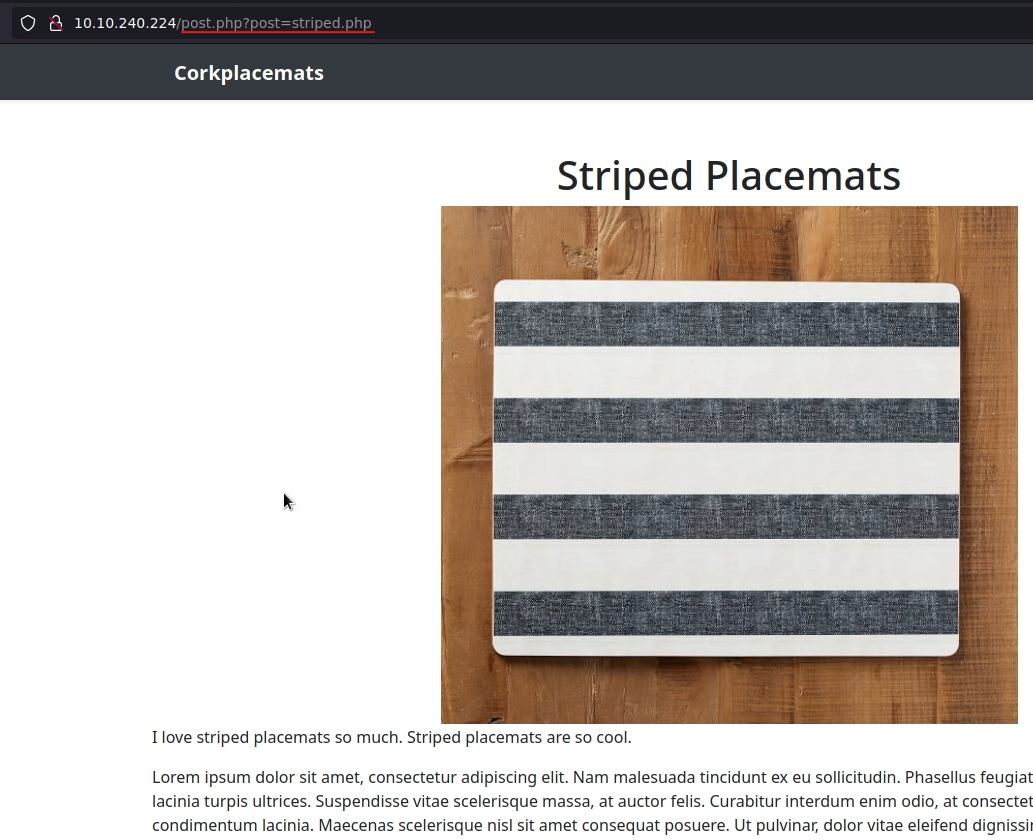 10.10.240.224/post.php?post=striped.php
Corkplacemats
Striped Placemats
I love striped placemats so much. Striped placemats are so cool.
Lorem ipsum dolor sit amet, consectetur adipiscing elit. Nam malesuada tincidunt ex eu sollicitudin. Phasellus feugiat
lacinia turpis ultrices. Suspendisse vitae scelerisque massa, at auctor felis. Curabitur interdum enim odio, at consectet
condimentum lacinia. Maecenas scelerisque nisl sit amet consequat posuere. Ut pulvinar, dolor vitae eleifend dignissi